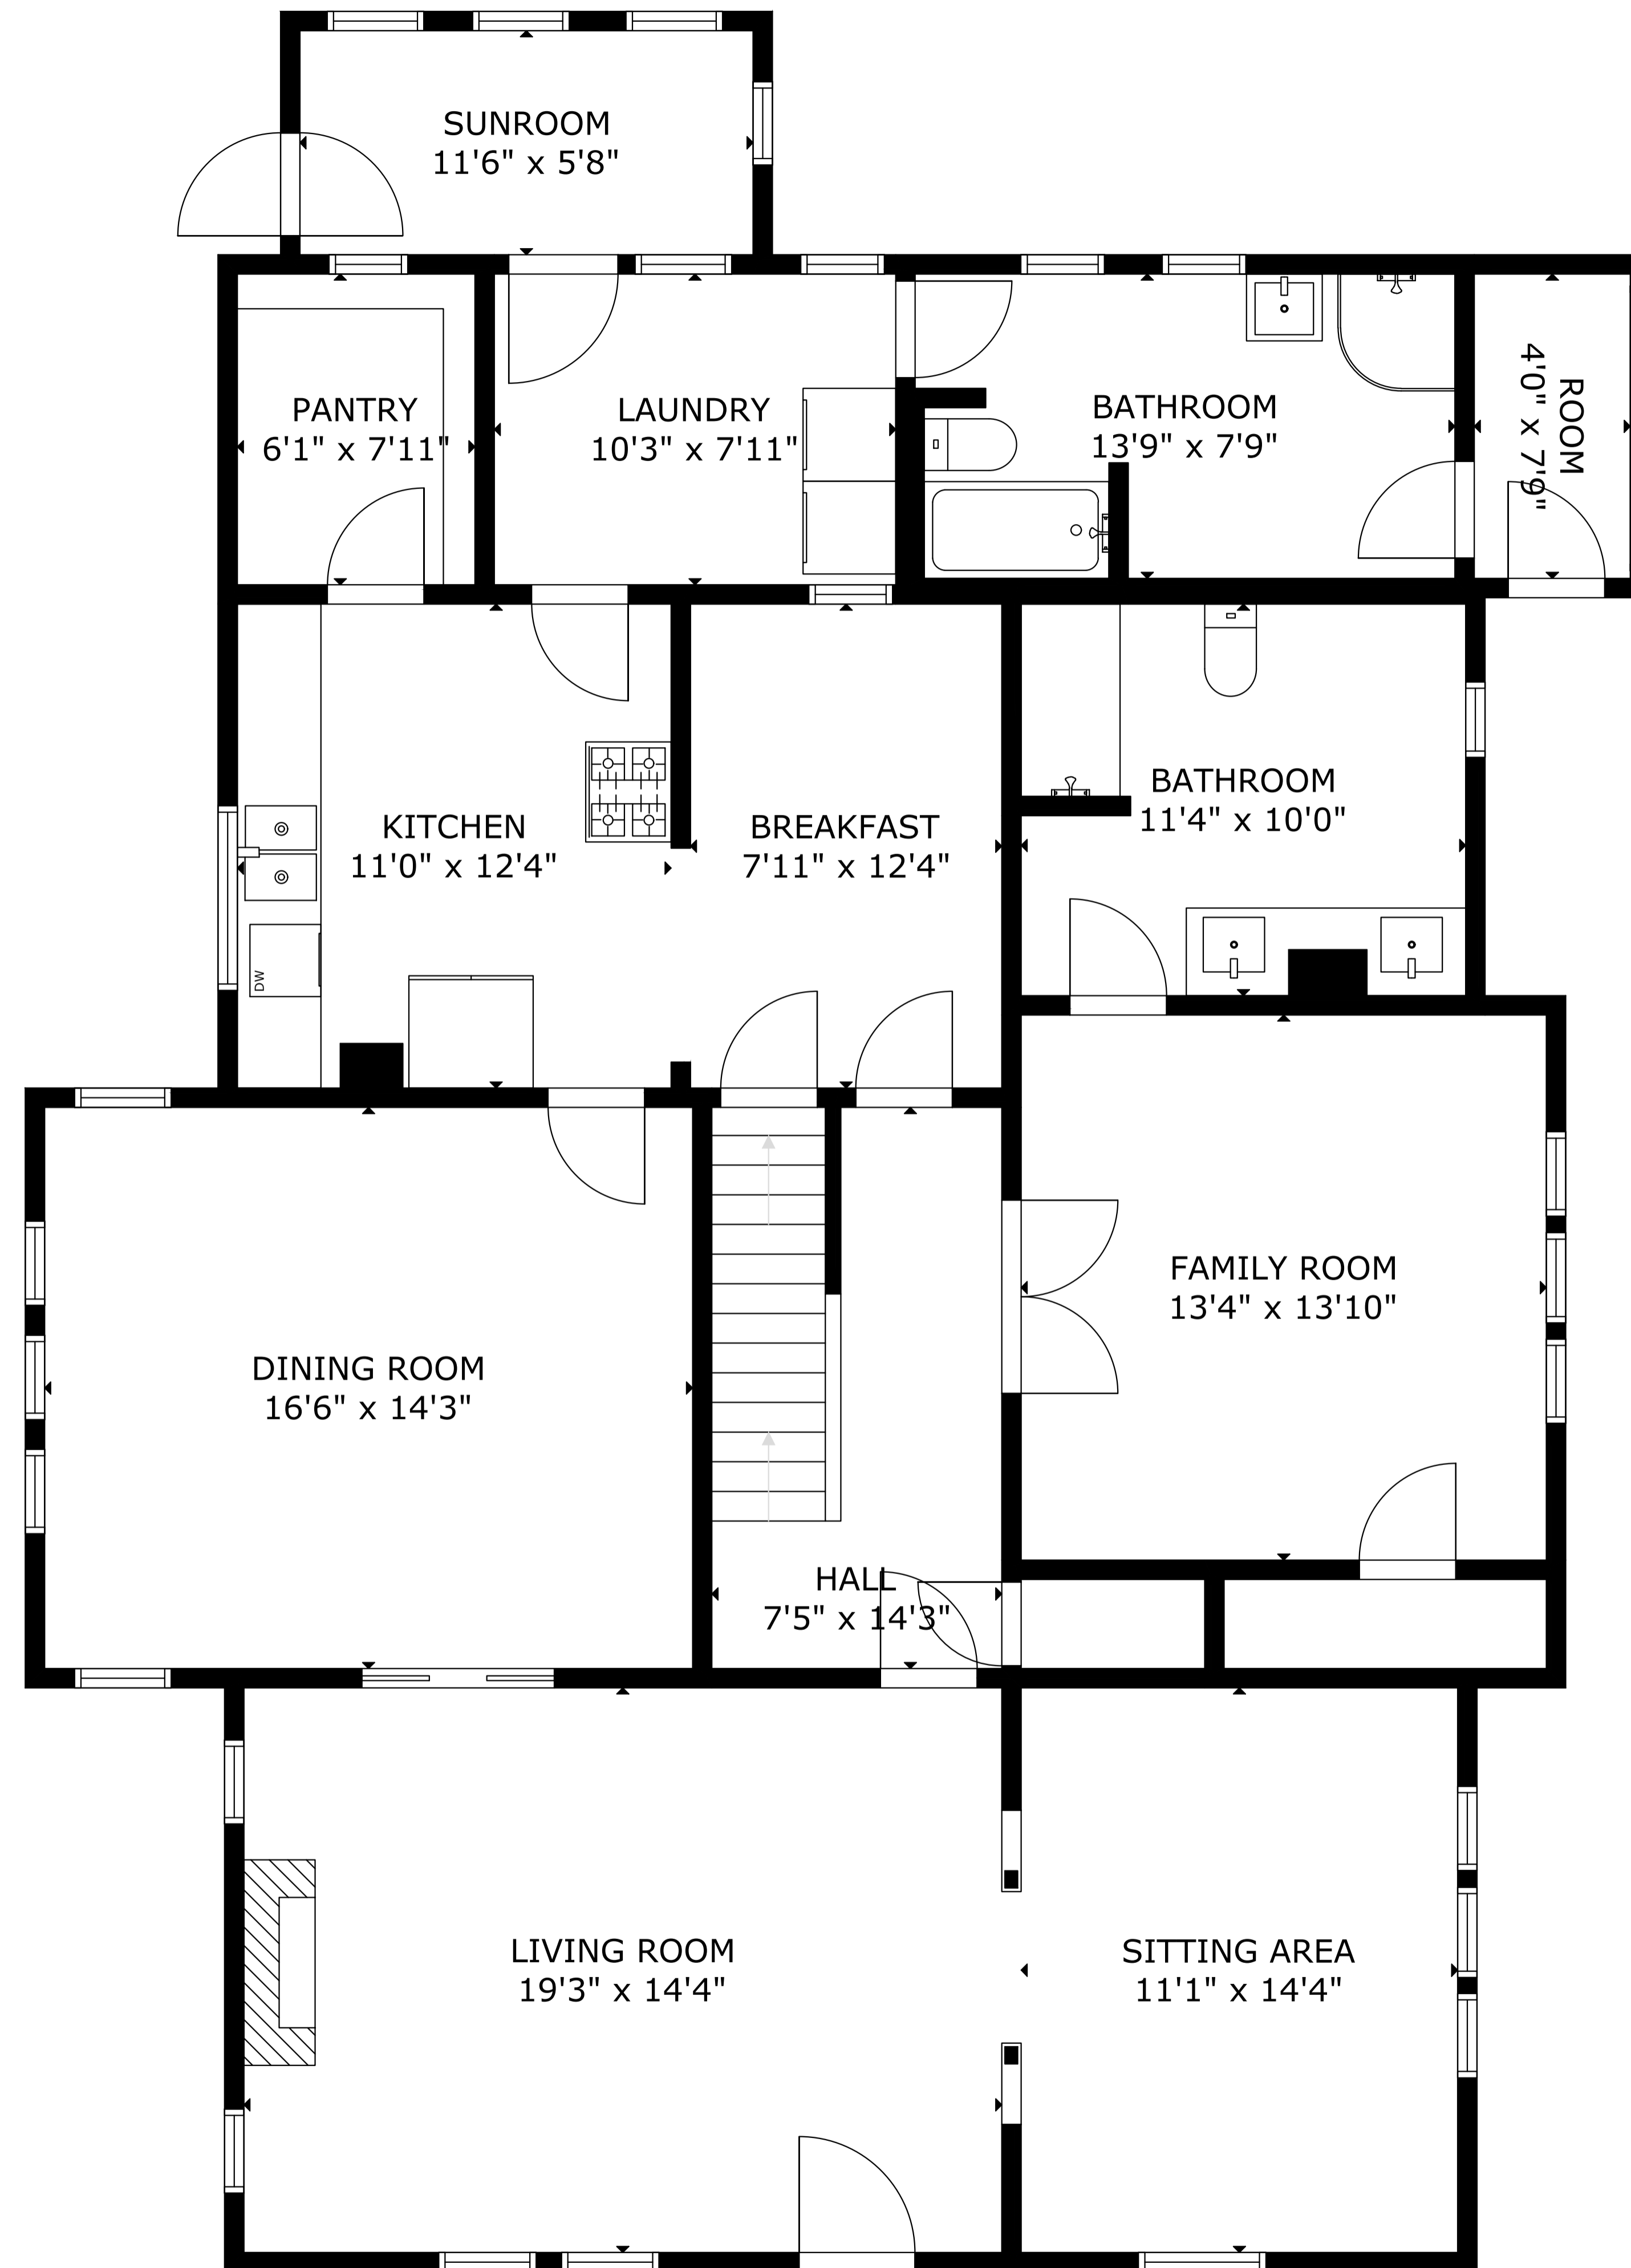 SUNROOM
11'6" x 5'8"
PANTRY
6'1" x 7'11"
LAUNDRY
10'3" x 7'11"
BATHROOM
13'9" x 7'9"
ROOM
4'0" x 7'9"
KITCHEN
11'0" x 12'4"
BREAKFAST
7'11" x 12'4"
BATHROOM
11'4" x 10'0"
DW
FAMILY ROOM
13'4" x 13'10"
DINING ROOM
16'6" x 14'3"
HALL
7'5" x 14'3"
LIVING ROOM
19'3" x 14'4"
SITTING AREA
11'1" x 14'4"